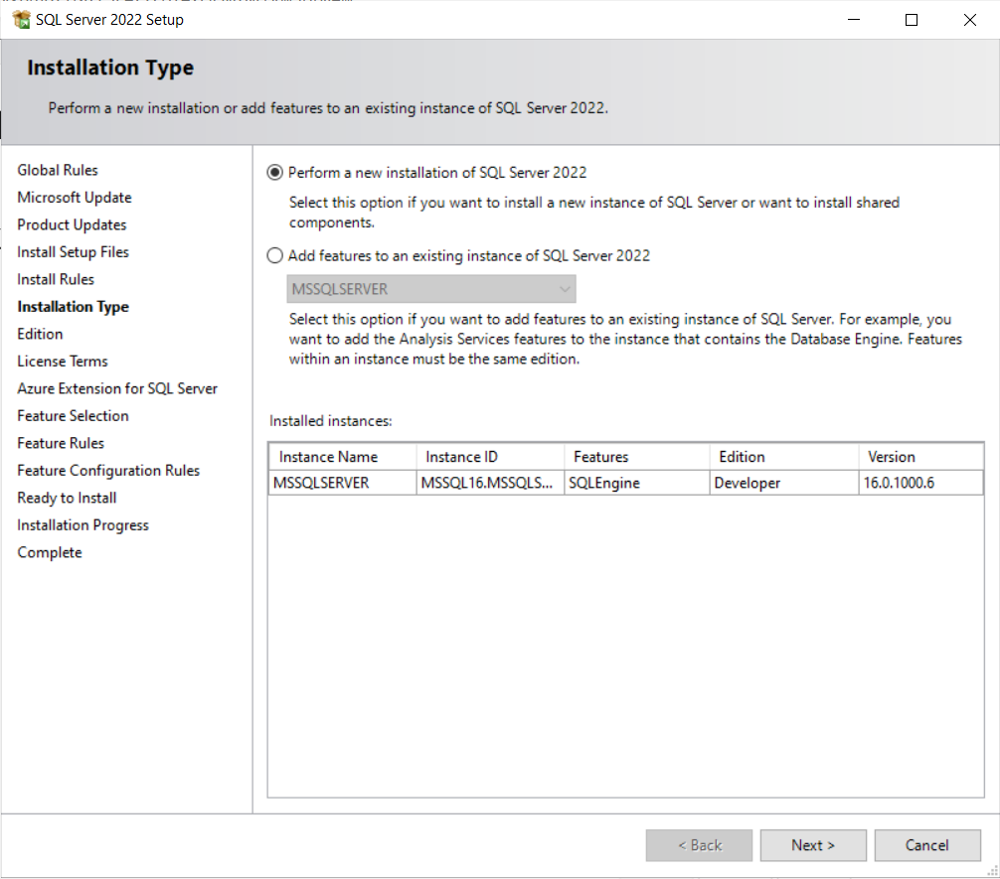 SQL Server 2022 Setup
Installation Type
Perform a new installation or add features to an existing instance of SQL Server 2022.
Global Rules
Microsoft Update
Product Updates
Install Setup Files
Install Rules
Installation Type
Edition
License Terms
Azure Extension for SQL Server
Feature Selection
Feature Rules
Feature Configuration Rules
Ready to Install
Installation Progress
Complete
Perform a new installation of SQL Server 2022
Select this option if you want to install a new instance of SQL Server or want to install shared
components.
Add features to an existing instance of SQL Server 2022
MSSQLSERVER
Select this option if you want to add features to an existing instance of SQL Server. For example, you
want to add the Analysis Services features to the instance that contains the Database Engine. Features
within an instance must be the same edition.
Installed instances:
Instance Name Instance ID Features Edition Version
MSSQLSERVER MSSQL16.MSSQLS... SQLEngine Developer 16.0.1000.6
< Back Next > Cancel